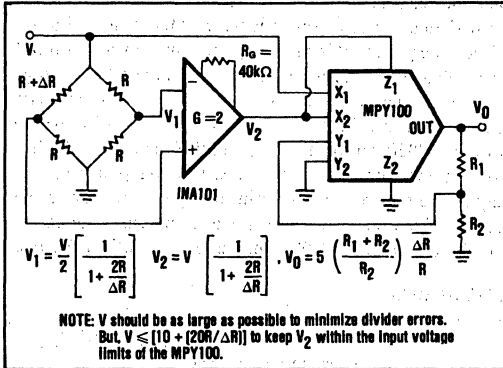 V
R + ΔR
R
R
R
V1
−
+
G = 2
RG =
40kΩ
V2
INA101
Z1
X1
X2
Y1
Y2
MPY100
OUT
Z2
VO
R1
R2
V1 = V/2 [ 1 / (1 + 2R/ΔR) ] V2 = V [ 1 / (1 + 2R/ΔR) ] , VO = 5 ( (R1 + R2) / R2 ) ΔR/R
NOTE: V should be as large as possible to minimize divider errors.
But, V ≤ [10 + (20R/ΔR)] to keep V2 within the input voltage
limits of the MPY100.